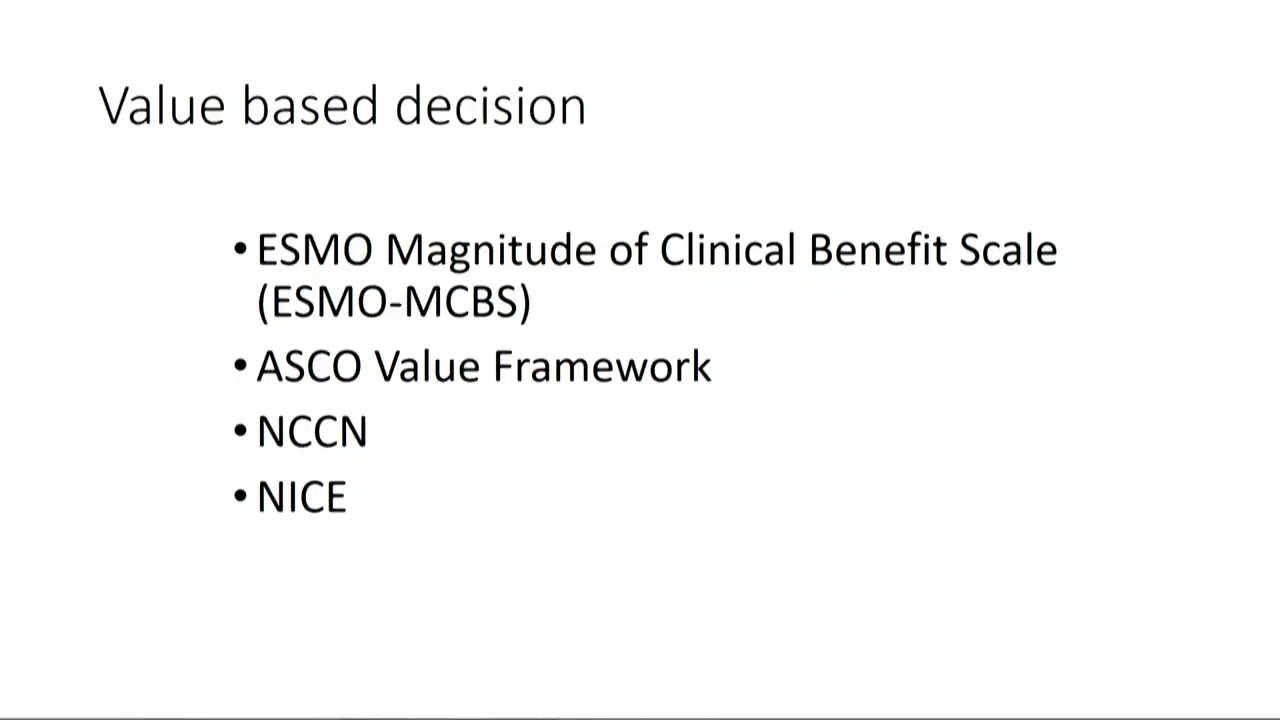 Value based decision
• ESMO Magnitude of Clinical Benefit Scale
(ESMO-MCBS)
• ASCO Value Framework
• NCCN
• NICE